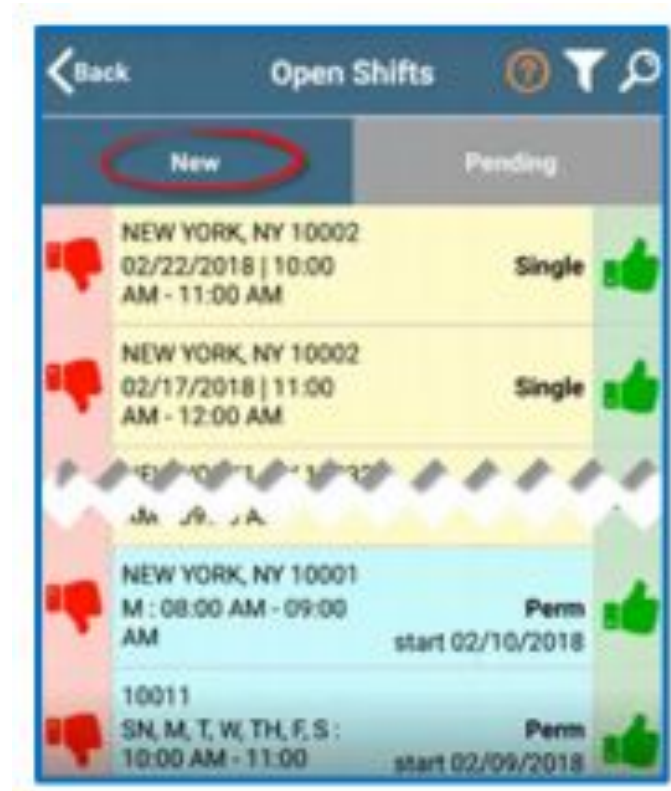 Back Open Shifts ?
New Pending
NEW YORK, NY 10002
02/22/2018 | 10:00 Single
AM - 11:00 AM
NEW YORK, NY 10002
02/17/2018 | 11:00 Single
AM - 12:00 AM
NEW YORK, NY 10001
M : 08:00 AM - 09:00 Perm
AM start 02/10/2018
10011
SN, M, T, W, TH, F, S : Perm
10:00 AM - 11:00 start 02/09/2018